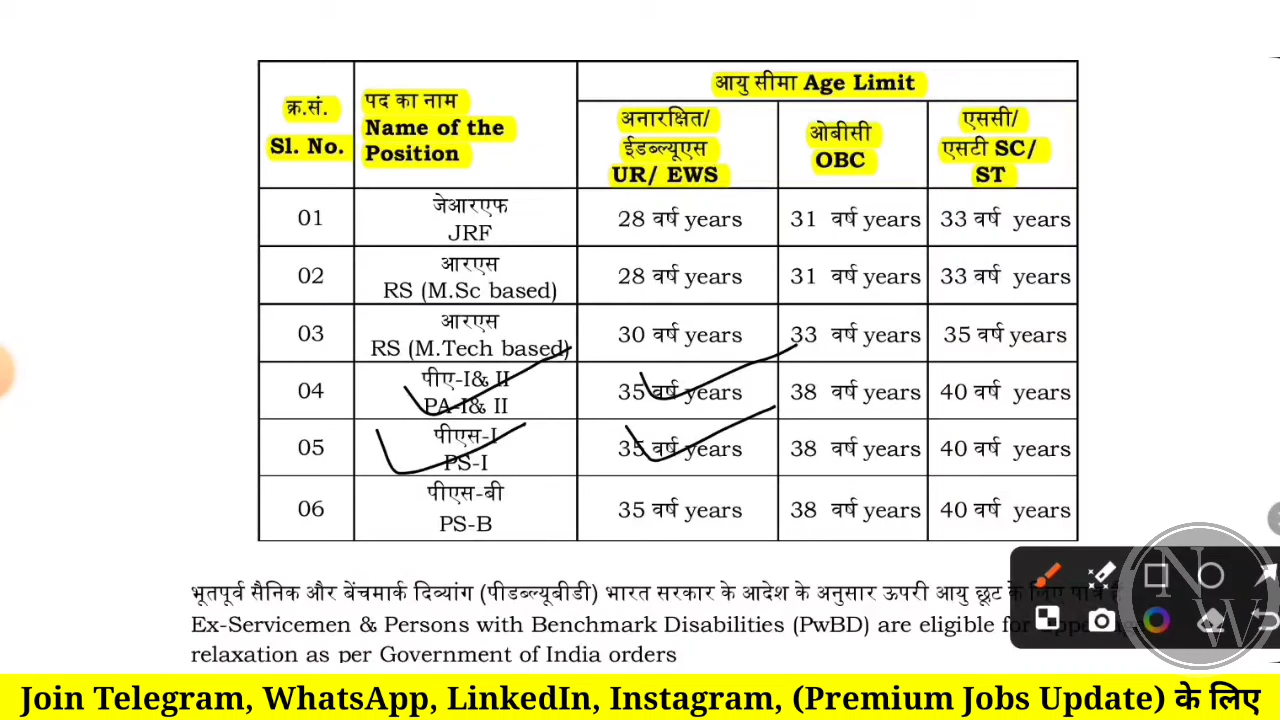 आयु सीमा Age Limit
क्र.सं.
Sl. No.
पद का नाम
Name of the
Position
अनारक्षित/
ईडब्ल्यूएस
UR/ EWS
ओबीसी
OBC
एससी/
एसटी SC/
ST
01
जेआरएफ
JRF
28 वर्ष years
31 वर्ष years
33 वर्ष years
02
आरएस
RS (M.Sc based)
28 वर्ष years
31 वर्ष years
33 वर्ष years
03
आरएस
RS (M.Tech based)
30 वर्ष years
33 वर्ष years
35 वर्ष years
04
पीए-I& II
PA-I& II
35 वर्ष years
38 वर्ष years
40 वर्ष years
05
पीएस-I
PS-I
35 वर्ष years
38 वर्ष years
40 वर्ष years
06
पीएस-बी
PS-B
35 वर्ष years
38 वर्ष years
40 वर्ष years
भूतपूर्व सैनिक और बेंचमार्क दिव्यांग (पीडब्ल्यूबीडी) भारत सरकार के आदेश के अनुसार ऊपरी आयु छूट के लिए
Ex-Servicemen & Persons with Benchmark Disabilities (PwBD) are eligible for
relaxation as per Government of India orders
N
W
Join Telegram, WhatsApp, LinkedIn, Instagram, (Premium Jobs Update) के लिए